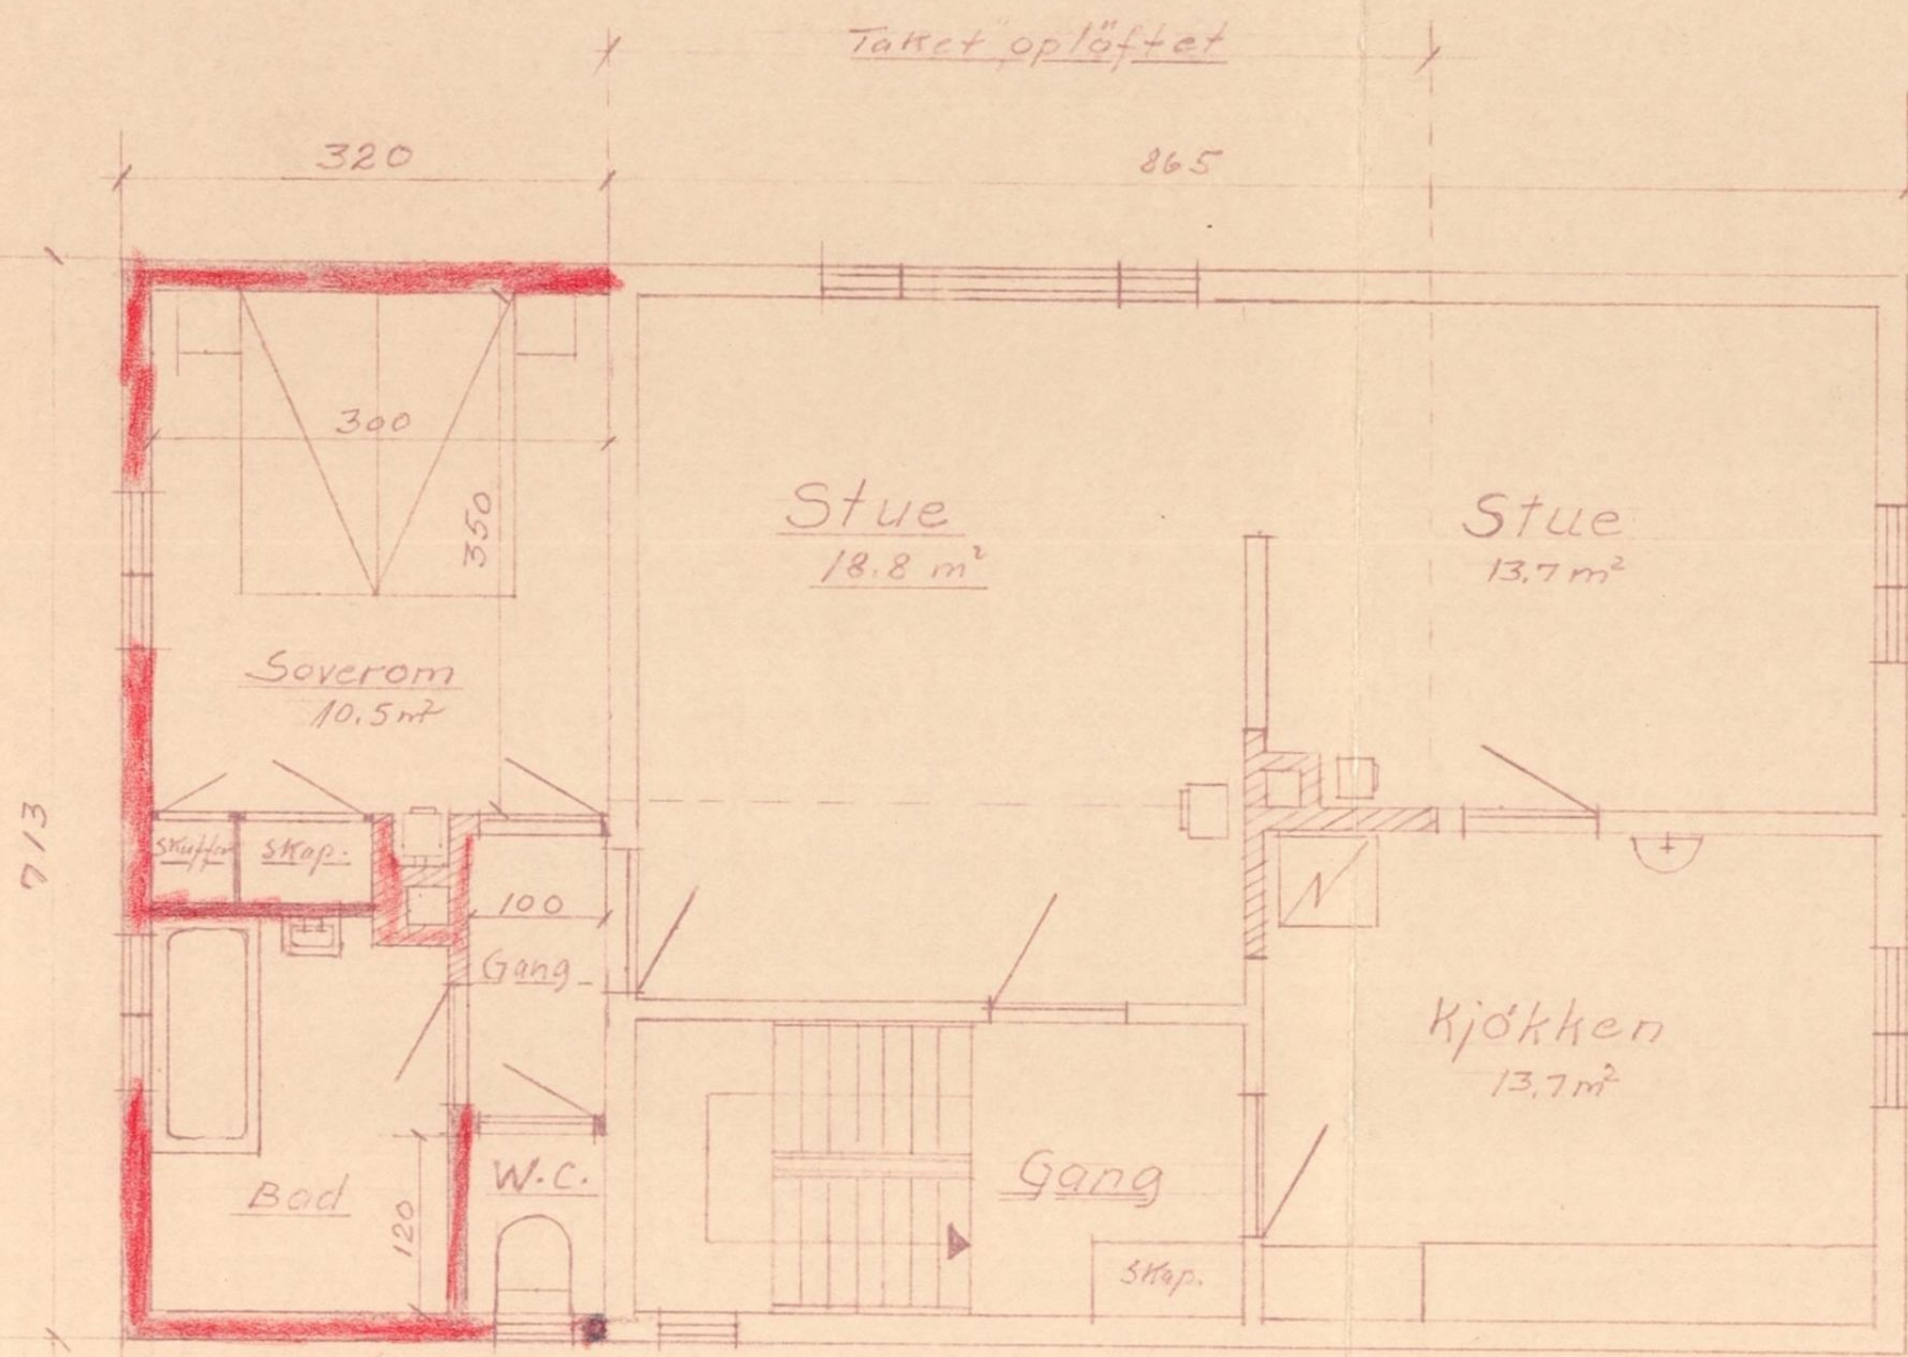 Taket opløftet
320
865
300
350
Stue
18.8 m²
Stue
13.7 m²
Soverom
10.5 m²
713
Skuffer
Skap.
100
Gang
Kjökken
13.7 m²
W.C.
Gang
Bad
120
Skap.